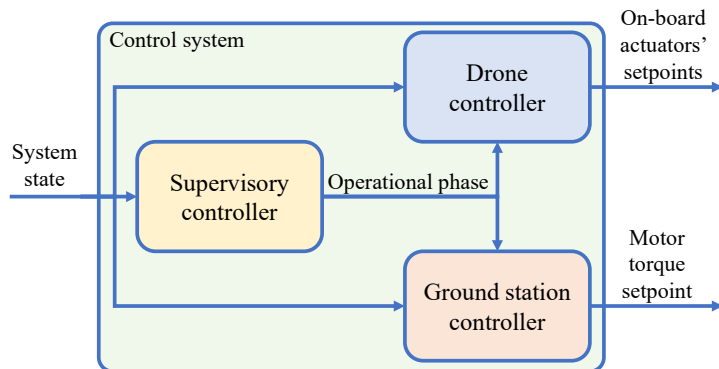 Control system
On-board
actuators’
setpoints
Drone
controller
System
state
Supervisory
controller
Operational phase
Motor
torque
setpoint
Ground station
controller